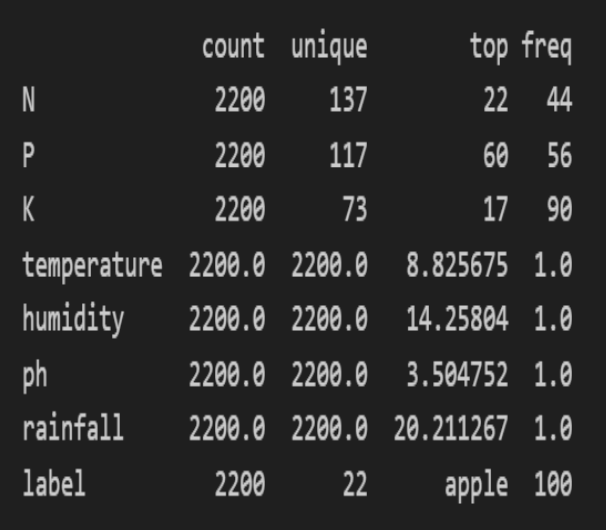 count unique top freq
N 2200 137 22 44
P 2200 117 60 56
K 2200 73 17 90
temperature 2200.0 2200.0 8.825675 1.0
humidity 2200.0 2200.0 14.25804 1.0
ph 2200.0 2200.0 3.504752 1.0
rainfall 2200.0 2200.0 20.211267 1.0
label 2200 22 apple 100